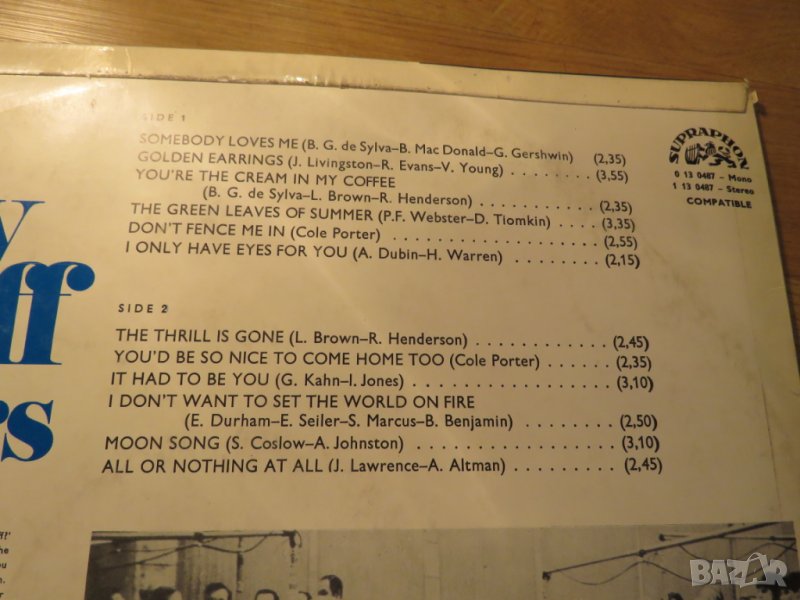 SIDE 1
SOMEBODY LOVES ME (B. G. de Sylva–B. Mac Donald–G. Gershwin) (2,35)
GOLDEN EARRINGS (J. Livingston–R. Evans–V. Young) . . . . . . . . (3,55)
YOU'RE THE CREAM IN MY COFFEE
(B. G. de Sylva–L. Brown–R. Henderson) . . . . . . . . (2,35)
THE GREEN LEAVES OF SUMMER (P.F. Webster–D. Tiomkin) . . . . (3,35)
DON'T FENCE ME IN (Cole Porter) . . . . . . . . . . . . . . . . (2,55)
I ONLY HAVE EYES FOR YOU (A. Dubin–H. Warren) . . . . . . . . (2,15)
SUPRAPHON
0 13 0487 – Mono
1 13 0487 – Stereo
COMPATIBLE
y
ff
rs
SIDE 2
THE THRILL IS GONE (L. Brown–R. Henderson) . . . . . . . . . . . (2,45)
YOU'D BE SO NICE TO COME HOME TOO (Cole Porter) . . . . . . (2,35)
IT HAD TO BE YOU (G. Kahn–I. Jones) . . . . . . . . . . . . . . . (3,10)
I DON'T WANT TO SET THE WORLD ON FIRE
(E. Durham–E. Seiler–S. Marcus–B. Benjamin) . . . . . . . . (2,50)
MOON SONG (S. Coslow–A. Johnston) . . . . . . . . . . . . . . . (3,10)
ALL OR NOTHING AT ALL (J. Lawrence–A. Altman) . . . . . . . . . (2,45)
BAZAR